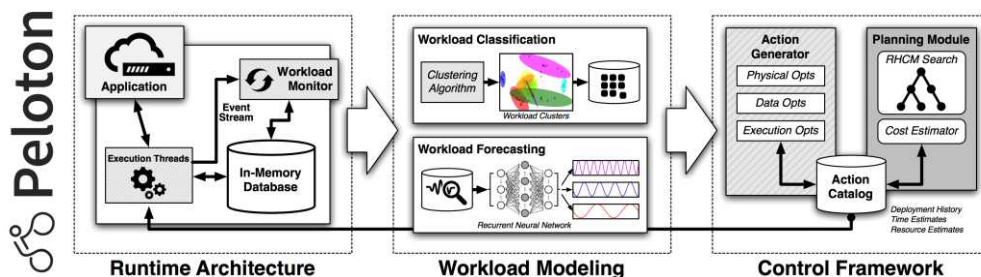 Peloton
Application
Workload
Monitor
Event
Stream
Execution Threads
In-Memory
Database
Runtime Architecture
Workload Classification
Clustering
Algorithm
Workload Clusters
Workload Forecasting
Recurrent Neural Network
Workload Modeling
Action
Generator
Physical Opts
Data Opts
Execution Opts
Planning Module
RHCM Search
Cost Estimator
Action
Catalog
Deployment History
Time Estimates
Resource Estimates
Control Framework